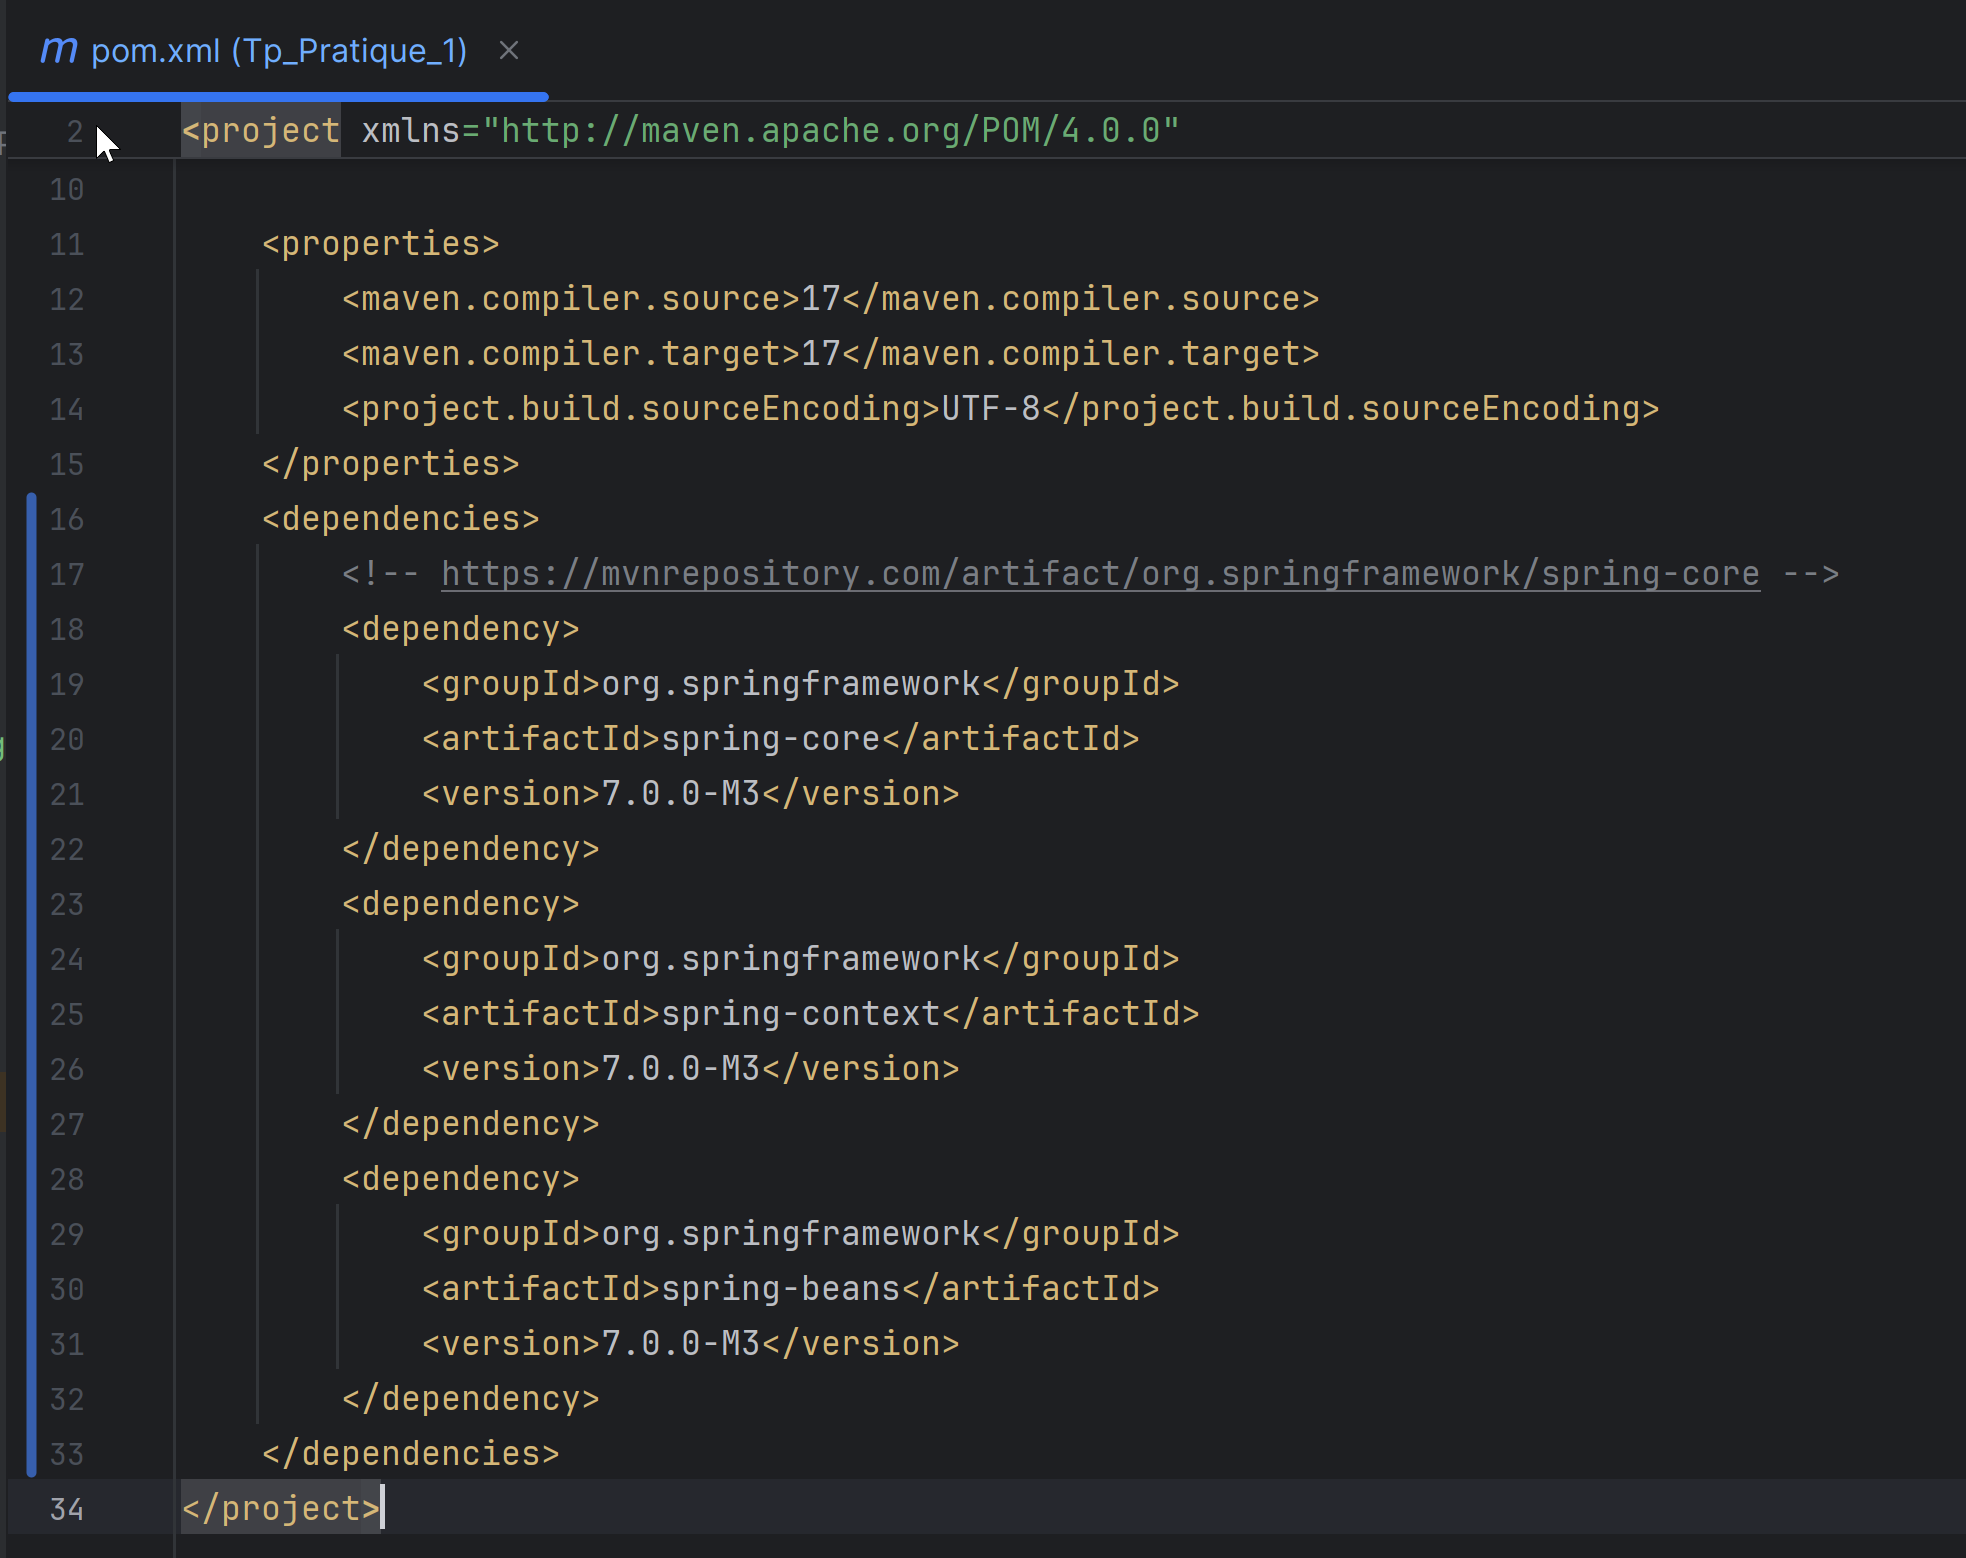 m pom.xml (Tp_Pratique_1) ×
2 <project xmlns="http://maven.apache.org/POM/4.0.0"
10
11     <properties>
12         <maven.compiler.source>17</maven.compiler.source>
13         <maven.compiler.target>17</maven.compiler.target>
14         <project.build.sourceEncoding>UTF-8</project.build.sourceEncoding>
15     </properties>
16     <dependencies>
17         <!-- https://mvnrepository.com/artifact/org.springframework/spring-core -->
18         <dependency>
19             <groupId>org.springframework</groupId>
20             <artifactId>spring-core</artifactId>
21             <version>7.0.0-M3</version>
22         </dependency>
23         <dependency>
24             <groupId>org.springframework</groupId>
25             <artifactId>spring-context</artifactId>
26             <version>7.0.0-M3</version>
27         </dependency>
28         <dependency>
29             <groupId>org.springframework</groupId>
30             <artifactId>spring-beans</artifactId>
31             <version>7.0.0-M3</version>
32         </dependency>
33     </dependencies>
34 </project>